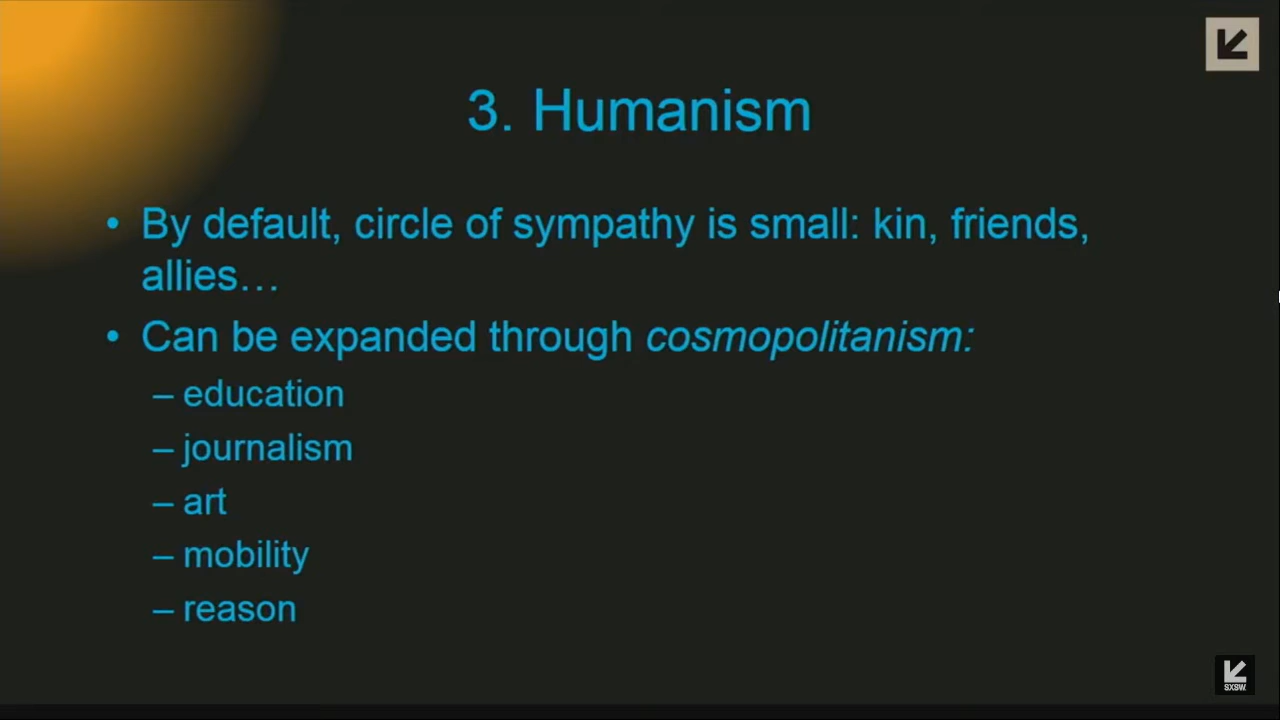 3. Humanism
• By default, circle of sympathy is small: kin, friends,
allies…
• Can be expanded through cosmopolitanism:
– education
– journalism
– art
– mobility
– reason
SXSW